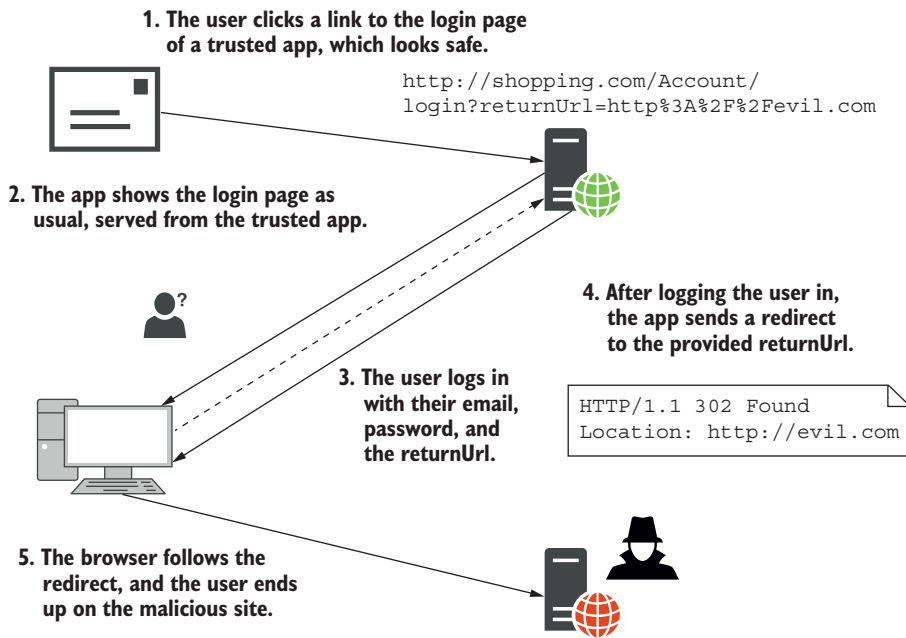 1. The user clicks a link to the login page
of a trusted app, which looks safe.
http://shopping.com/Account/
login?returnUrl=http%3A%2F%2Fevil.com
2. The app shows the login page as
usual, served from the trusted app.
?
4. After logging the user in,
the app sends a redirect
to the provided returnUrl.
3. The user logs in
with their email,
password, and
the returnUrl.
HTTP/1.1 302 Found
Location: http://evil.com
5. The browser follows the
redirect, and the user ends
up on the malicious site.